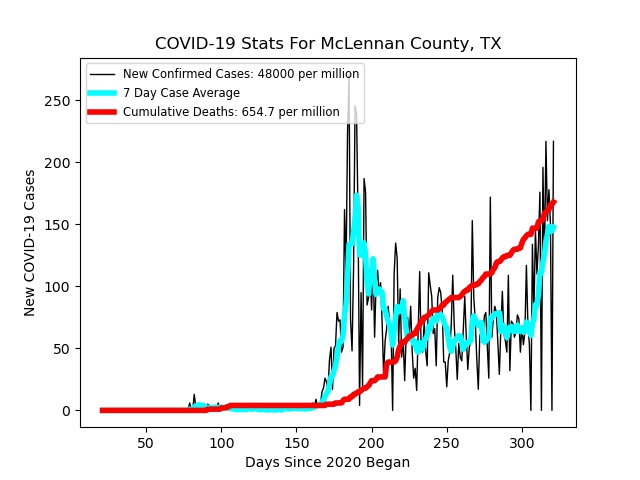 COVID-19 Stats For McLennan County, TX
New Confirmed Cases: 48000 per million
7 Day Case Average
Cumulative Deaths: 654.7 per million
New COVID-19 Cases
250
200
150
100
50
0
50 100 150 200 250 300
Days Since 2020 Began